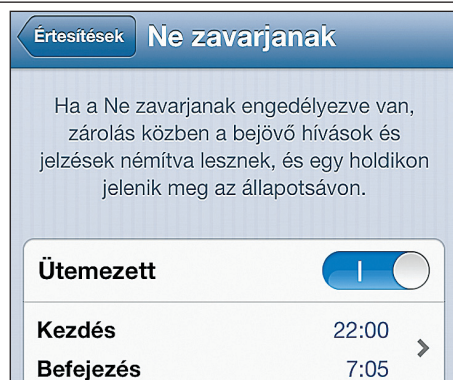 Értesítések Ne zavarjanak
Ha a Ne zavarjanak engedélyezve van,
zárolás közben a bejövő hívások és
jelzések némítva lesznek, és egy holdikon
jelenik meg az állapotsávon.
Ütemezett
Kezdés 22:00
Befejezés 7:05